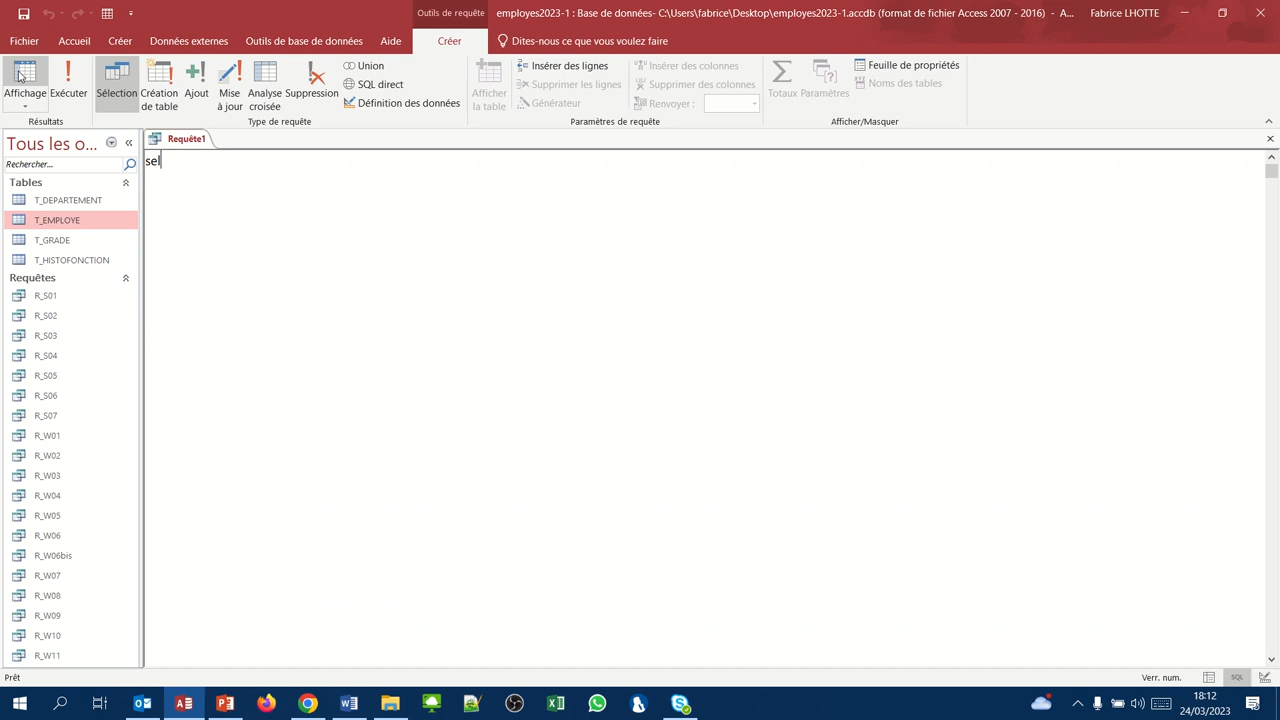 Outils de requête
employes2023-1 : Base de données- C:\Users\fabrice\Desktop\employes2023-1.accdb (format de fichier Access 2007 - 2016) - A...
Fabrice LHOTTE
Fichier
Accueil
Créer
Données externes
Outils de base de données
Aide
Créer
Dites-nous ce que vous voulez faire
Affichage
Exécuter
Résultats
Sélection
Création
de table
Ajout
Mise
à jour
Analyse
croisée
Suppression
Union
SQL direct
Définition des données
Type de requête
Afficher
la table
Insérer des lignes
Supprimer les lignes
Générateur
Insérer des colonnes
Supprimer des colonnes
Renvoyer :
Paramètres de requête
Totaux
Paramètres
Feuille de propriétés
Noms des tables
Afficher/Masquer
Tous les o...
Rechercher...
Tables
T_DEPARTEMENT
T_EMPLOYE
T_GRADE
T_HISTOFONCTION
Requêtes
R_S01
R_S02
R_S03
R_S04
R_S05
R_S06
R_S07
R_W01
R_W02
R_W03
R_W04
R_W05
R_W06
R_W06bis
R_W07
R_W08
R_W09
R_W10
R_W11
Requête1
sel
Prêt
Verr. num.
SQL
18:12
24/03/2023